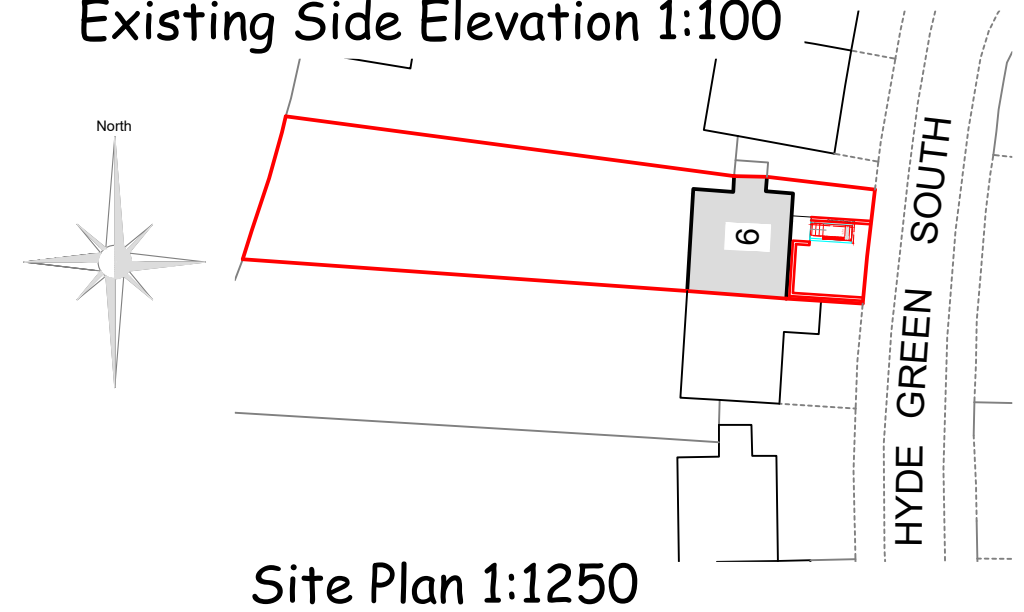 Existing Side Elevation 1:100
North
6
HYDE GREEN SOUTH
Site Plan 1:1250